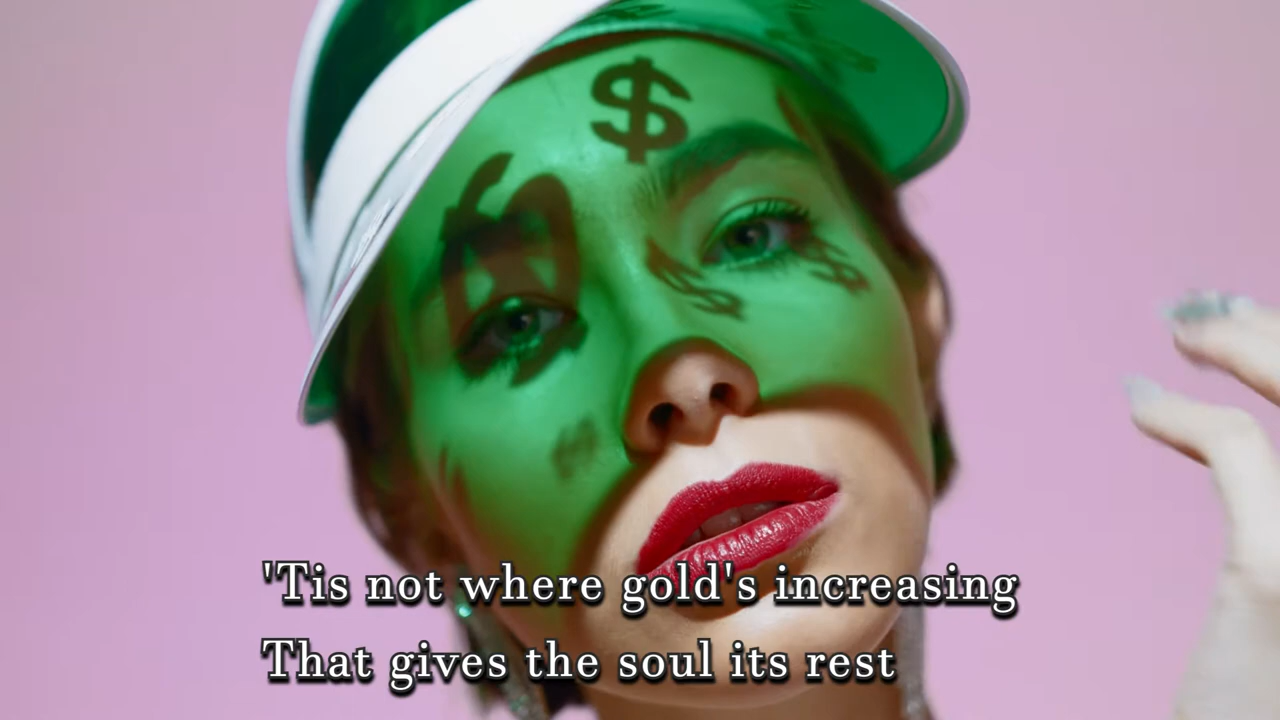 $
$ $
'Tis not where gold's increasing
That gives the soul its rest